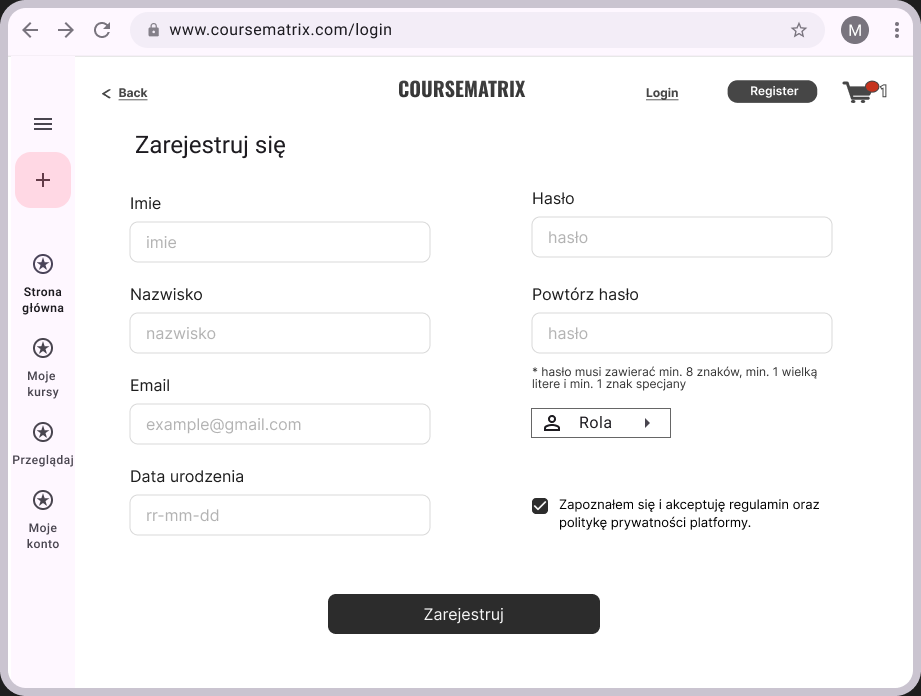 www.coursematrix.com/login
M
Back
COURSEMATRIX
Login
Register
1
Zarejestruj się
Imie
imie
Nazwisko
nazwisko
Email
example@gmail.com
Data urodzenia
rr-mm-dd
Hasło
hasło
Powtórz hasło
hasło
* hasło musi zawierać min. 8 znaków, min. 1 wielką
litere i min. 1 znak specjany
Rola
Zapoznałem się i akceptuję regulamin oraz
politykę prywatności platformy.
Zarejestruj
Strona
główna
Moje
kursy
Przeglądaj
Moje
konto